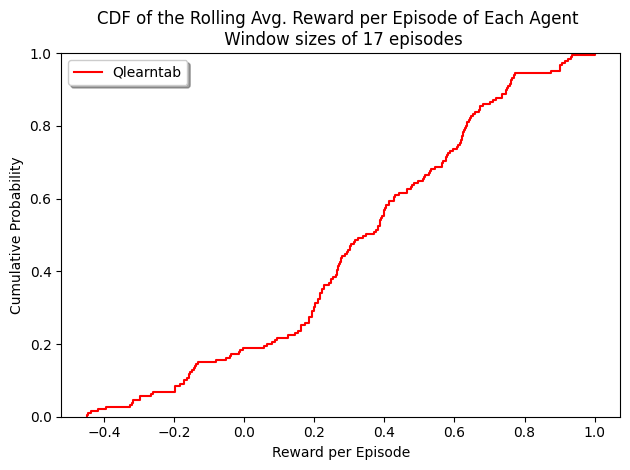 CDF of the Rolling Avg. Reward per Episode of Each Agent
Window sizes of 17 episodes
Qlearntab
1.0
0.8
0.6
0.4
0.2
0.0
Cumulative Probability
−0.4 −0.2 0.0 0.2 0.4 0.6 0.8 1.0
Reward per Episode